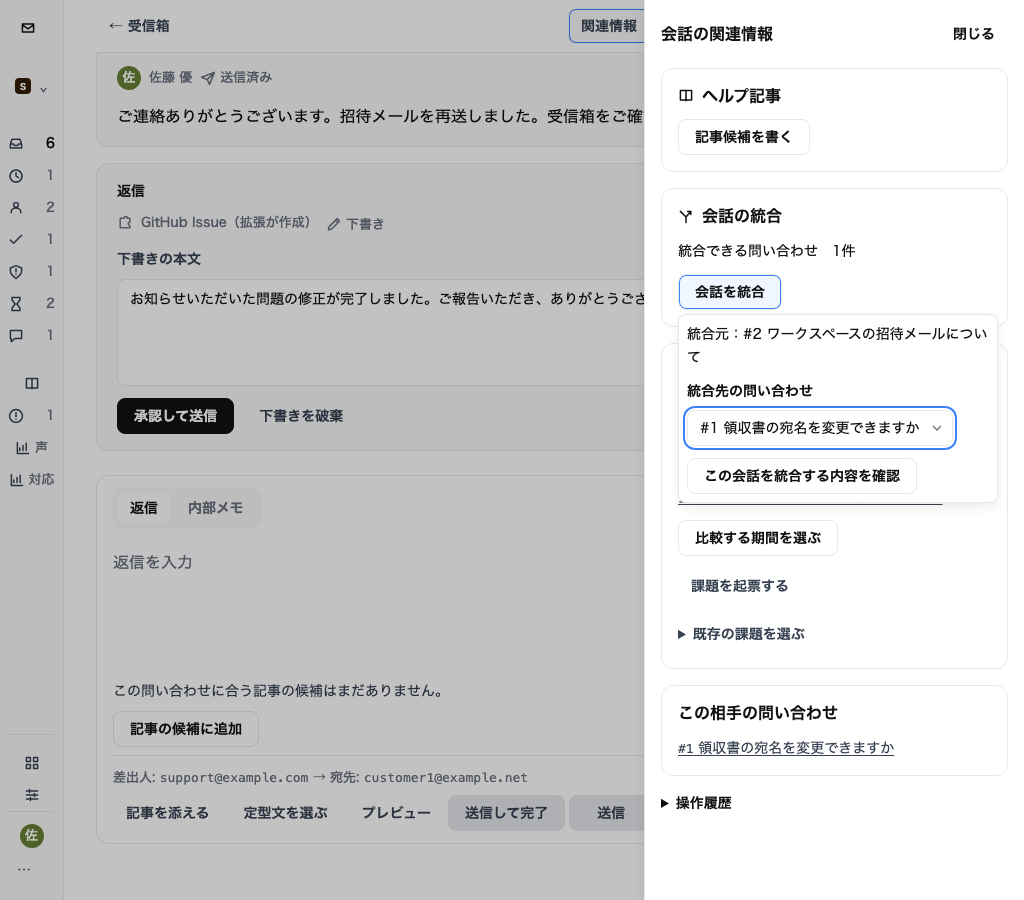 S
6
1
2
1
1
2
1
1
声
対応
佐
…
← 受信箱
関連情報
佐 佐藤 優 送信済み
ご連絡ありがとうございます。招待メールを再送しました。受信箱をご確
返信
GitHub Issue（拡張が作成） 下書き
下書きの本文
お知らせいただいた問題の修正が完了しました。ご報告いただき、ありがとうござ
承認して送信 下書きを破棄
返信 内部メモ
返信を入力
この問い合わせに合う記事の候補はまだありません。
記事の候補に追加
差出人: support@example.com → 宛先: customer1@example.net
記事を添える 定型文を選ぶ プレビュー 送信して完了 送信
会話の関連情報 閉じる
ヘルプ記事
記事候補を書く
会話の統合
統合できる問い合わせ 1件
会話を統合
統合元：#2 ワークスペースの招待メールについ
て
統合先の問い合わせ
#1 領収書の宛名を変更できますか
この会話を統合する内容を確認
比較する期間を選ぶ
課題を起票する
▶ 既存の課題を選ぶ
この相手の問い合わせ
#1 領収書の宛名を変更できますか
▶ 操作履歴